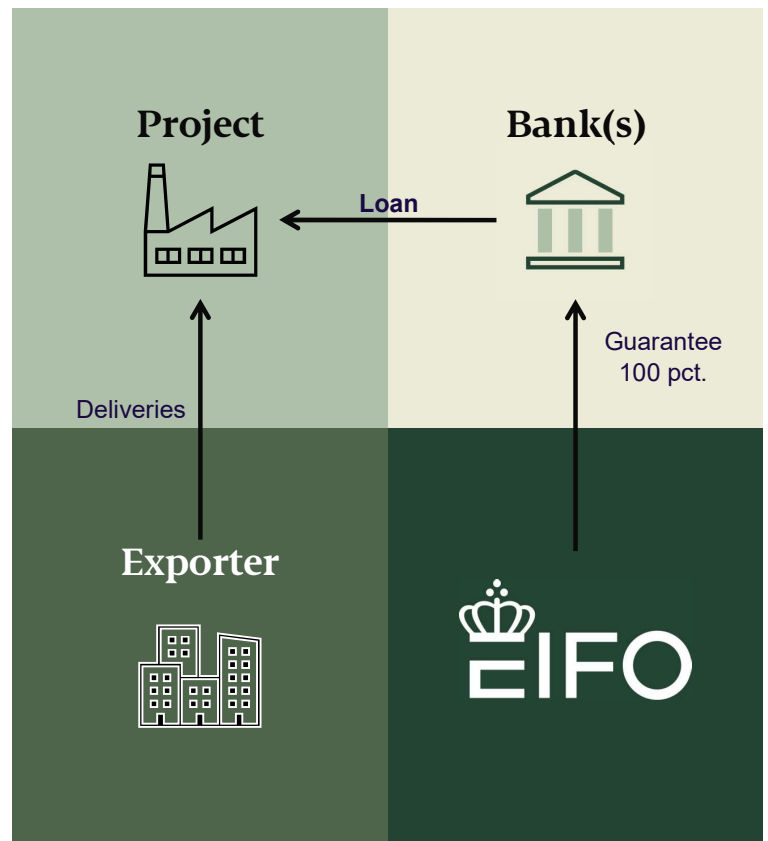 Project
Bank(s)
Loan
Guarantee
100 pct.
Deliveries
Exporter
EIFO